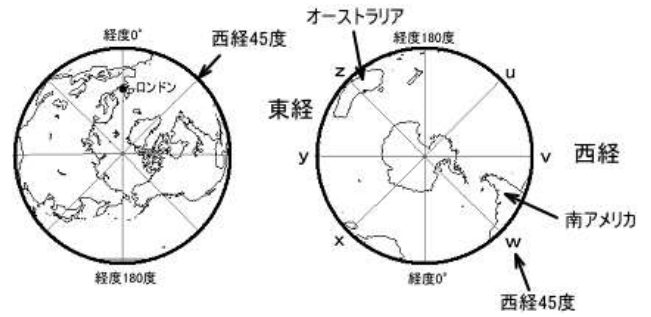 経度0°
西経45度
ロンドン
経度180度
オーストラリア
経度180度
z
u
東経
y
v
西経
南アメリカ
x
w
経度0°
西経45度